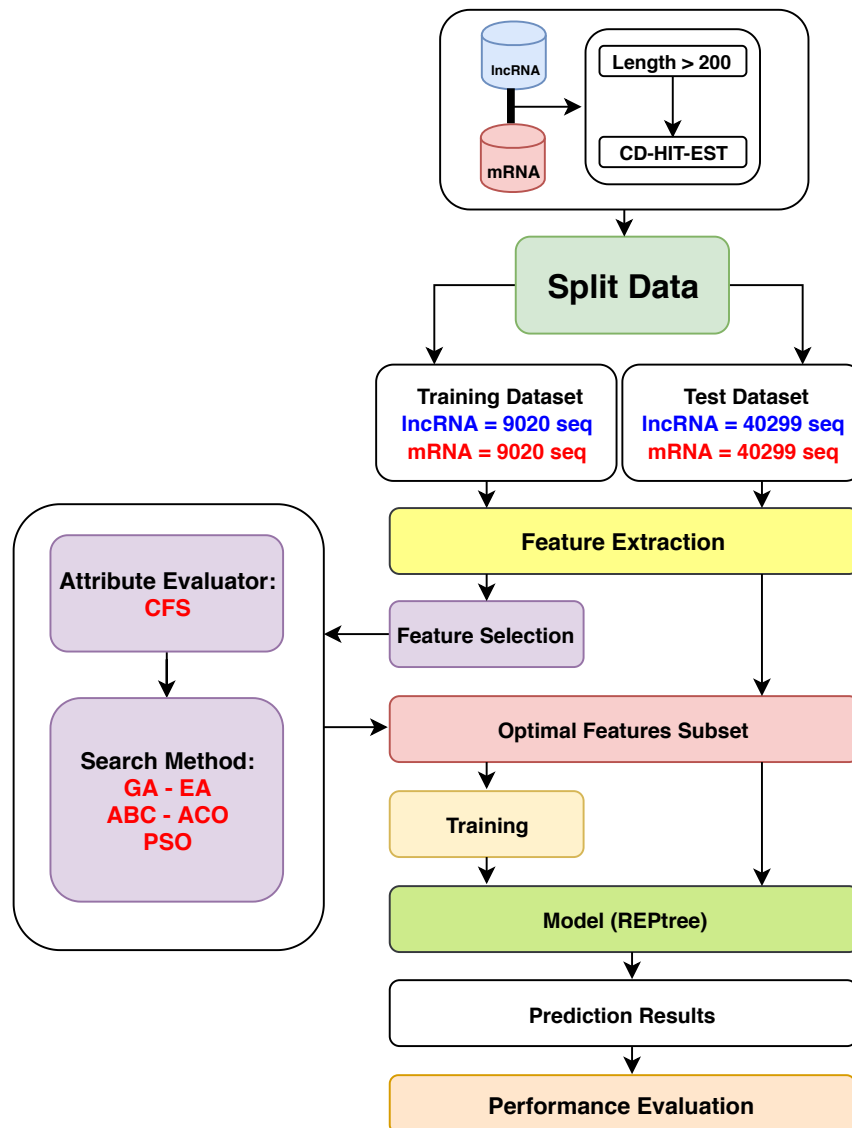 lncRNA
mRNA
Length > 200
CD-HIT-EST
Split Data
Training Dataset
lncRNA = 9020 seq
mRNA = 9020 seq
Test Dataset
lncRNA = 40299 seq
mRNA = 40299 seq
Feature Extraction
Attribute Evaluator:
CFS
Feature Selection
Search Method:
GA - EA
ABC - ACO
PSO
Optimal Features Subset
Training
Model (REPtree)
Prediction Results
Performance Evaluation